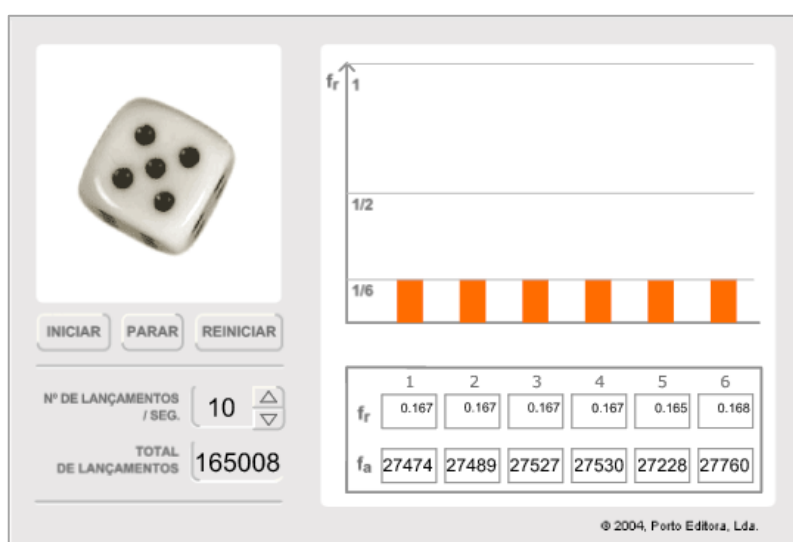 fr 1
1/2
1/6
INICIAR PARAR REINICIAR
Nº DE LANÇAMENTOS
/ SEG. 10
TOTAL
DE LANÇAMENTOS 165008
1 2 3 4 5 6
fr 0.167 0.167 0.167 0.167 0.165 0.168
fa 27474 27489 27527 27530 27228 27760
© 2004, Porto Editora, Lda.